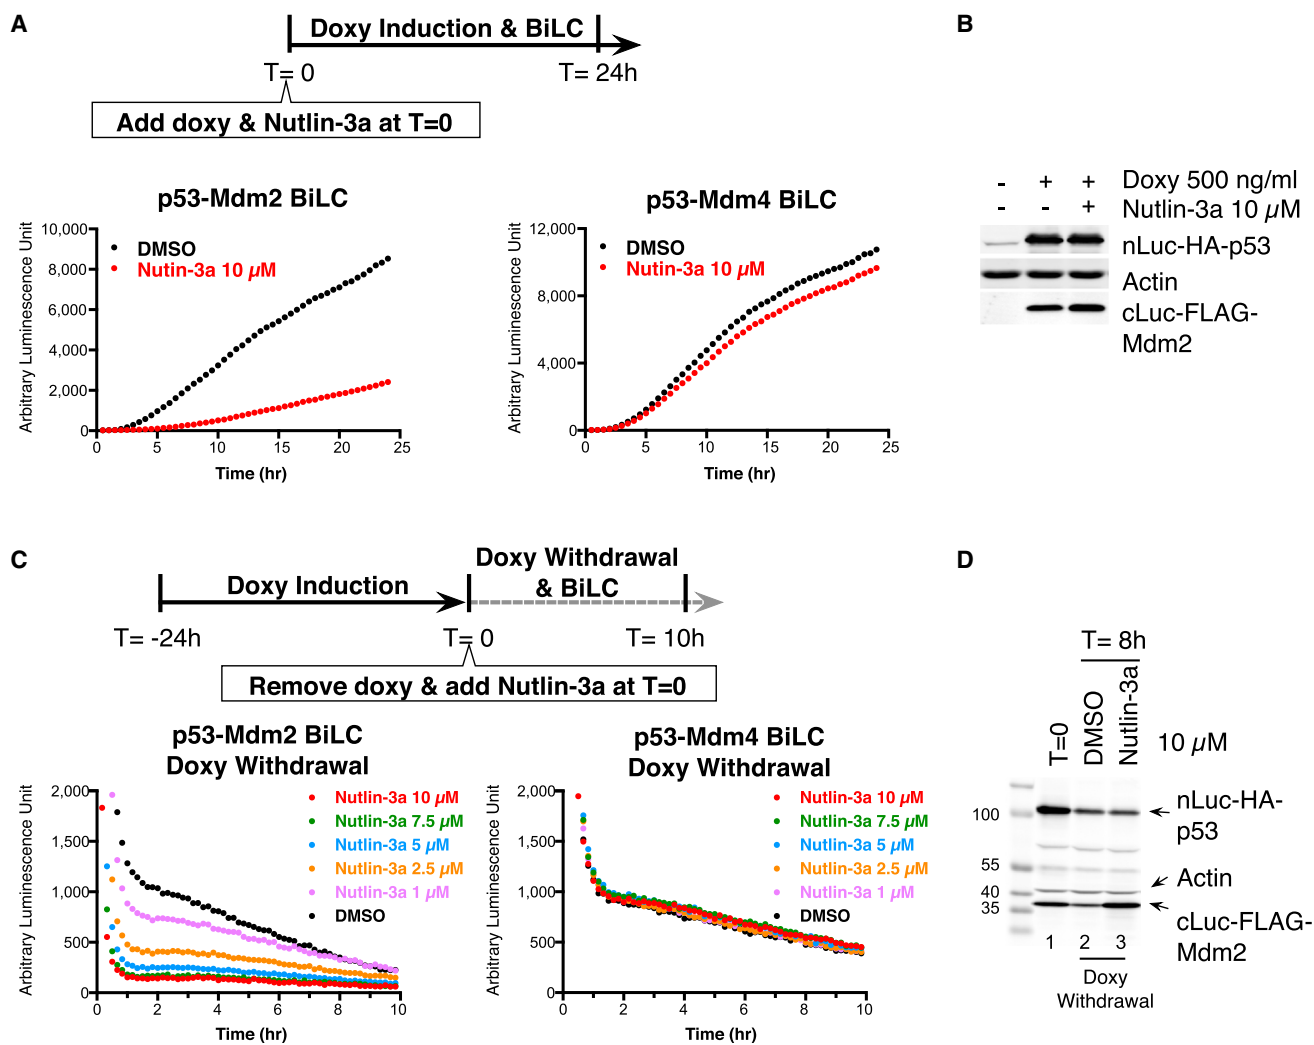 A
Doxy Induction & BiLC
T= 0
T= 24h
Add doxy & Nutlin-3a at T=0
p53-Mdm2 BiLC
Arbitrary Luminescence Unit
10,000
8,000
6,000
4,000
2,000
0
DMSO
Nutin-3a 10 µM
0 5 10 15 20 25
Time (hr)
p53-Mdm4 BiLC
Arbitrary Luminescence Unit
12,000
8,000
4,000
0
DMSO
Nutin-3a 10 µM
0 5 10 15 20 25
Time (hr)
B
- + + Doxy 500 ng/ml
- - + Nutlin-3a 10 µM
nLuc-HA-p53
Actin
cLuc-FLAG-
Mdm2
C
Doxy Induction
Doxy Withdrawal
& BiLC
T= -24h
T= 0
T= 10h
Remove doxy & add Nutlin-3a at T=0
p53-Mdm2 BiLC
Doxy Withdrawal
Arbitrary Luminescence Unit
2,000
1,500
1,000
500
0
Nutlin-3a 10 µM
Nutlin-3a 7.5 µM
Nutlin-3a 5 µM
Nutlin-3a 2.5 µM
Nutlin-3a 1 µM
DMSO
0 2 4 6 8 10
Time (hr)
p53-Mdm4 BiLC
Doxy Withdrawal
Arbitrary Luminescence Unit
2,000
1,500
1,000
500
0
Nutlin-3a 10 µM
Nutlin-3a 7.5 µM
Nutlin-3a 5 µM
Nutlin-3a 2.5 µM
Nutlin-3a 1 µM
DMSO
0 2 4 6 8 10
Time (hr)
D
T= 8h
T=0
DMSO
Nutlin-3a
10 µM
100
55
40
35
nLuc-HA-
p53
Actin
cLuc-FLAG-
Mdm2
1 2 3
Doxy
Withdrawal